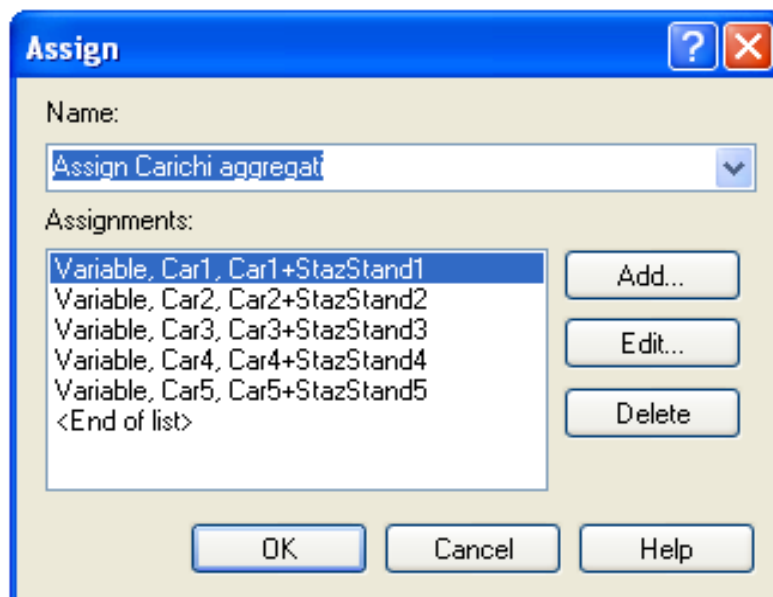 Assign
Name:
Assign Carichi aggregati
Assignments:
Variable, Car1, Car1+StazStand1
Variable, Car2, Car2+StazStand2
Variable, Car3, Car3+StazStand3
Variable, Car4, Car4+StazStand4
Variable, Car5, Car5+StazStand5
<End of list>
Add...
Edit...
Delete
OK
Cancel
Help